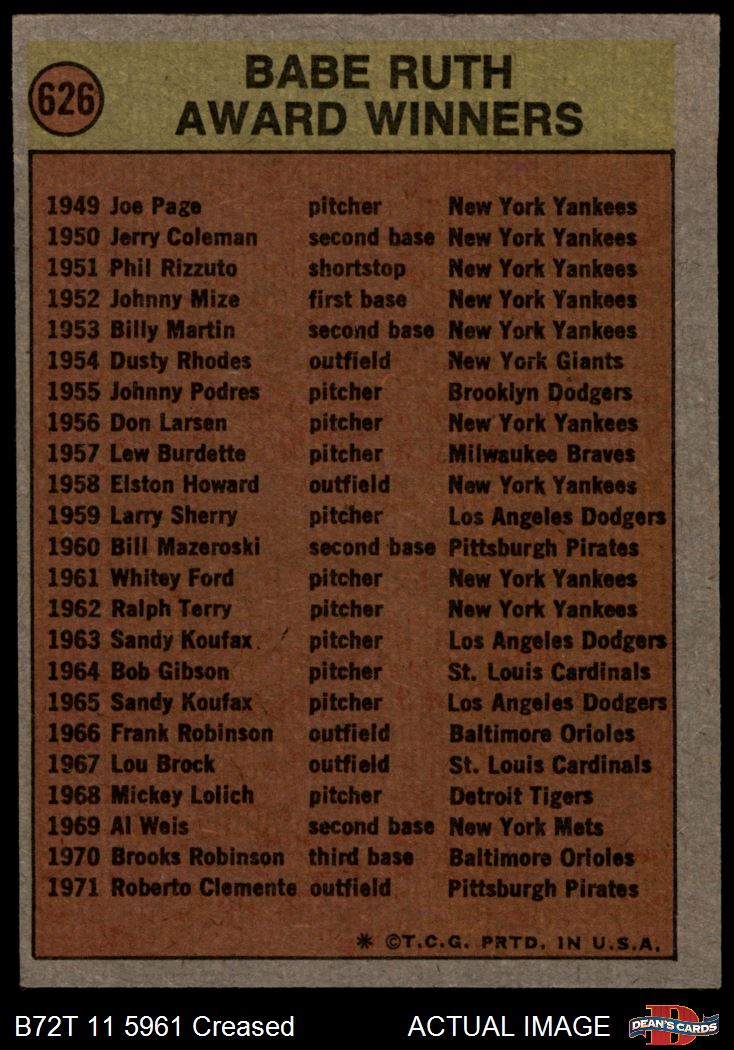 626
BABE RUTH
AWARD WINNERS
1949 Joe Page pitcher New York Yankees
1950 Jerry Coleman second base New York Yankees
1951 Phil Rizzuto shortstop New York Yankees
1952 Johnny Mize first base New York Yankees
1953 Billy Martin second base New York Yankees
1954 Dusty Rhodes outfield New York Giants
1955 Johnny Podres pitcher Brooklyn Dodgers
1956 Don Larsen pitcher New York Yankees
1957 Lew Burdette pitcher Milwaukee Braves
1958 Elston Howard outfield New York Yankees
1959 Larry Sherry pitcher Los Angeles Dodgers
1960 Bill Mazeroski second base Pittsburgh Pirates
1961 Whitey Ford pitcher New York Yankees
1962 Ralph Terry pitcher New York Yankees
1963 Sandy Koufax pitcher Los Angeles Dodgers
1964 Bob Gibson pitcher St. Louis Cardinals
1965 Sandy Koufax pitcher Los Angeles Dodgers
1966 Frank Robinson outfield Baltimore Orioles
1967 Lou Brock outfield St. Louis Cardinals
1968 Mickey Lolich pitcher Detroit Tigers
1969 Al Weis second base New York Mets
1970 Brooks Robinson third base Baltimore Orioles
1971 Roberto Clemente outfield Pittsburgh Pirates
* ©T.C.G. PRTD. IN U.S.A.
B72T 11 5961 Creased ACTUAL IMAGE D DEAN'S CARDS